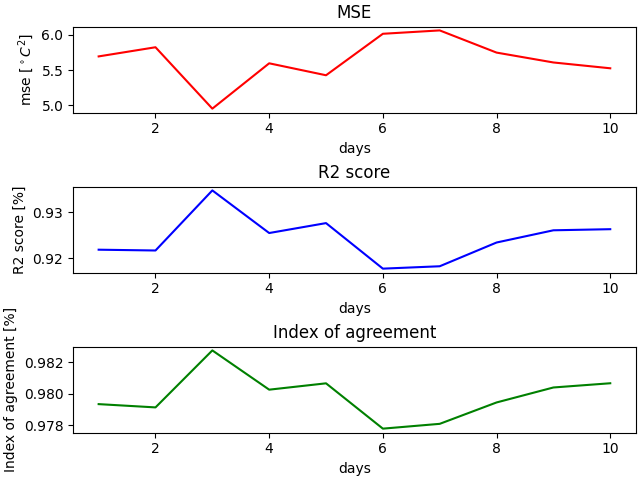 MSE
mse [$^\circ C^2$]
6.0
5.5
5.0
2 4 6 8 10
days
R2 score
R2 score [%]
0.93
0.92
2 4 6 8 10
days
Index of agreement
Index of agreement [%]
0.982
0.980
0.978
2 4 6 8 10
days